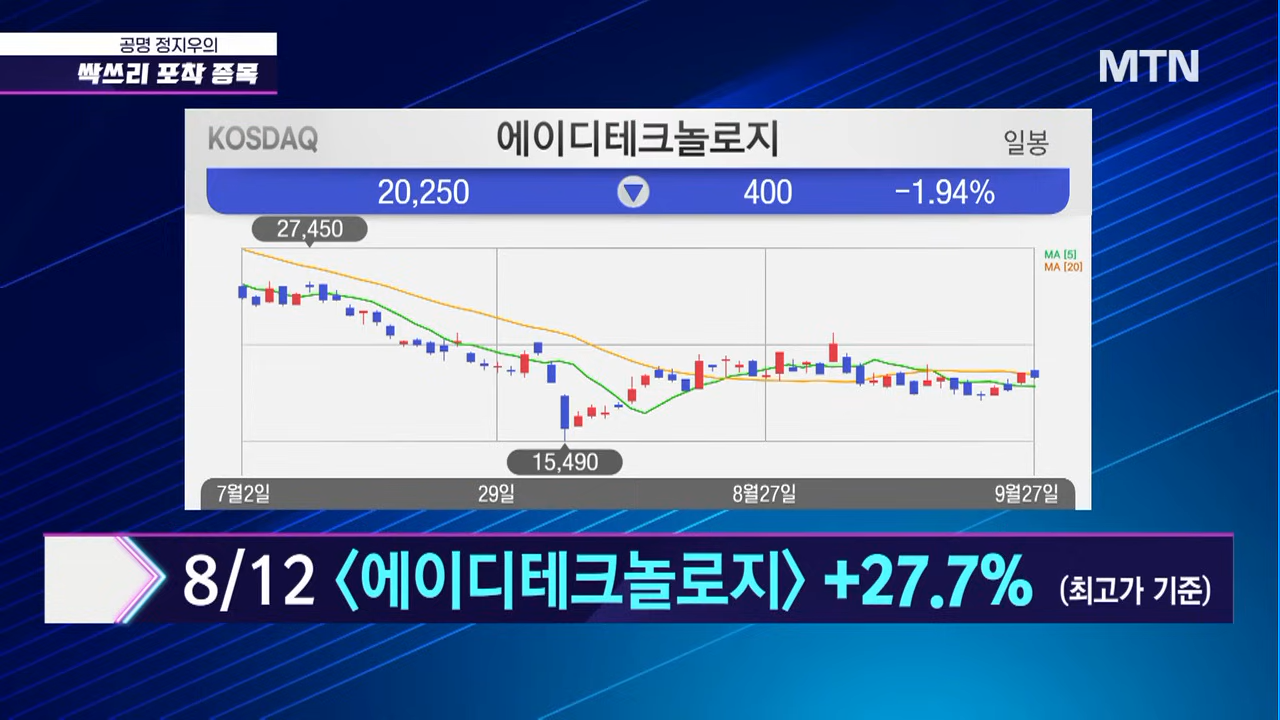 공명 정지우의
싹쓰리 포착 종목
MTN
KOSDAQ 에이디테크놀로지 일봉
20,250 ▼ 400 -1.94%
27,450
MA [5]
MA [20]
15,490
7월2일 29일 8월27일 9월27일
8/12 〈에이디테크놀로지〉 +27.7% (최고가 기준)